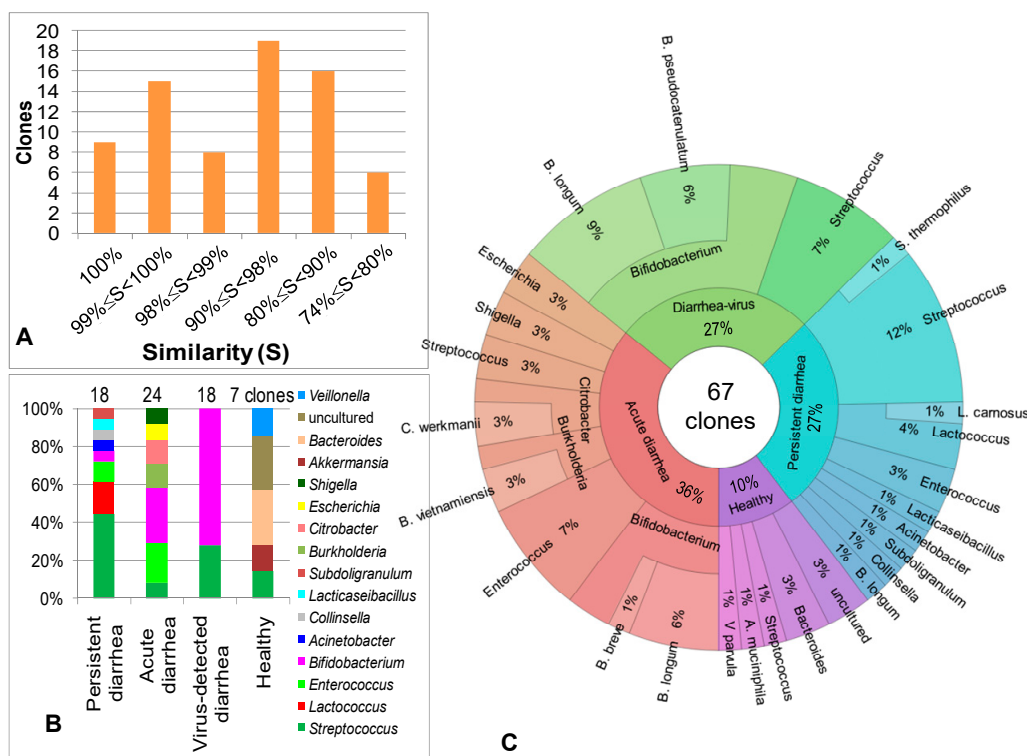 20
18
16
14
12
10
8
6
4
2
0
Clones
100%
99%≤S<100%
98%≤S<99%
90%≤S<98%
80%≤S<90%
74%≤S<80%
A
Similarity (S)
18 24 18 7 clones
100%
80%
60%
40%
20%
0%
Persistent
diarrhea
Acute
diarrhea
Virus-detected
diarrhea
Healthy
B
Veillonella
uncultured
Bacteroides
Akkermansia
Shigella
Escherichia
Citrobacter
Burkholderia
Subdoligranulum
Lacticaseibacillus
Collinsella
Acinetobacter
Bifidobacterium
Enterococcus
Lactococcus
Streptococcus
67
clones
Diarrhea-virus
27%
Bifidobacterium
B. longum
9%
B. pseudocatenulatum
6%
Streptococcus
7%
Persistent diarrhea
27%
S. thermophilus
1%
Streptococcus
12%
L. carnosus
1%
Lactococcus
4%
Enterococcus
3%
Lacticaseibacillus
1%
Acinetobacter
1%
Subdoligranulum
1%
Collinsella
1%
B. longum
1%
Healthy
10%
uncultured
3%
Bacteroides
3%
Streptococcus
1%
A. muciniphila
1%
V parvula
1%
Acute diarrhea
36%
Bifidobacterium
B. longum
6%
B. breve
1%
Enterococcus
7%
Burkholderia
B. vietnamiensis
3%
Citrobacter
C. werkmanii
3%
Streptococcus
3%
Shigella
3%
Escherichia
3%
C